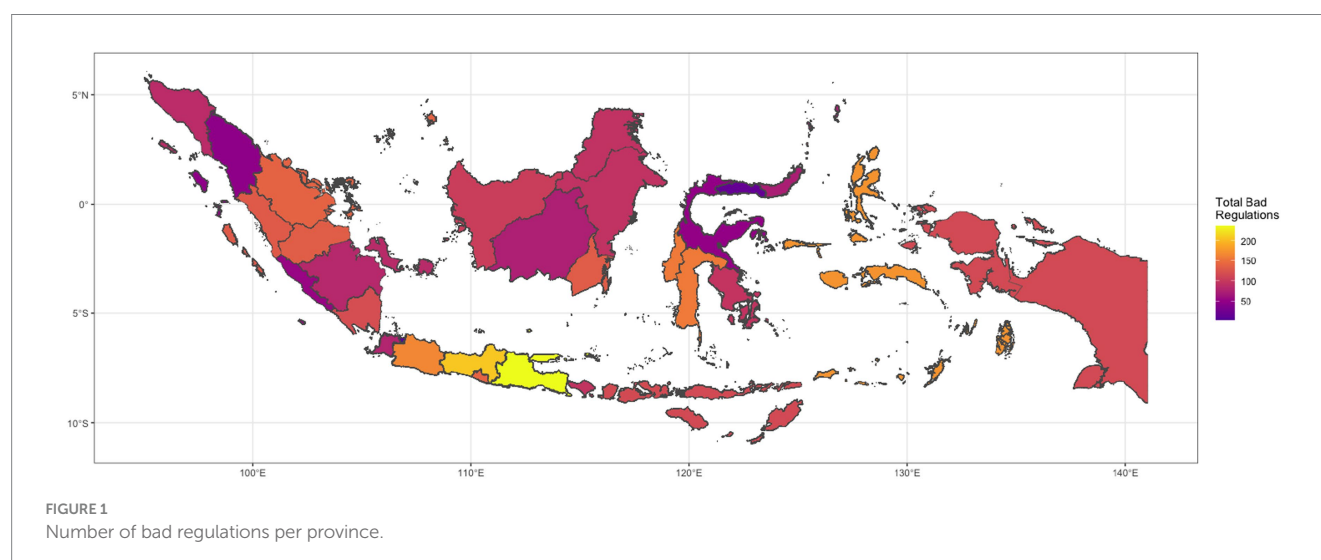 5°N
0°
5°S
10°S
100°E
110°E
120°E
130°E
140°E
Total Bad
Regulations
200
150
100
50
FIGURE 1
Number of bad regulations per province.